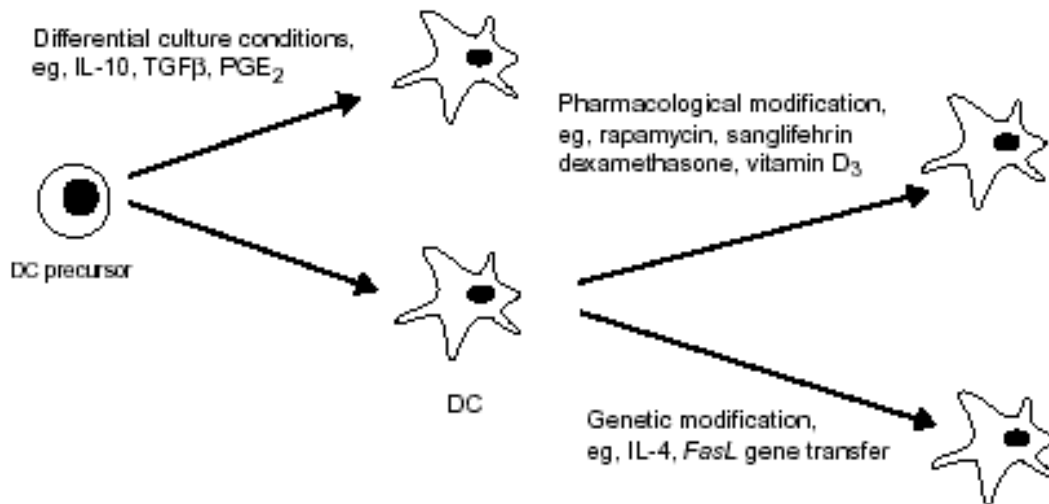 Differential culture conditions,
eg, IL-10, TGFβ, PGE₂
Pharmacological modification,
eg, rapamycin, sanglifehrin
dexamethasone, vitamin D₃
DC precursor
DC
Genetic modification,
eg, IL-4, FasL gene transfer